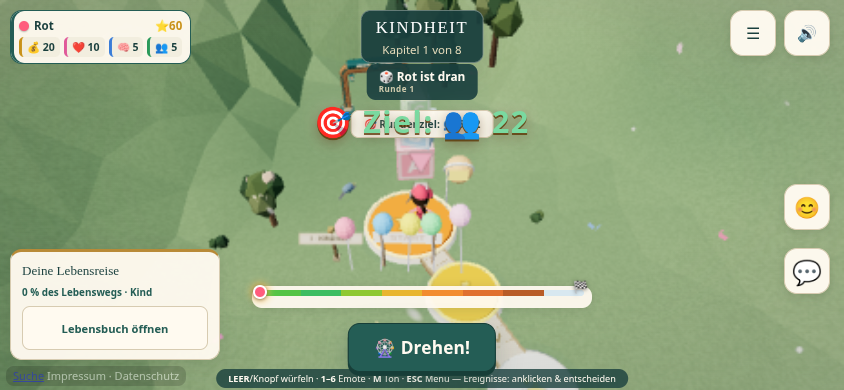 Rot
⭐60
💰 20 ❤️ 10 🧠 5 👥 5
KINDHEIT
Kapitel 1 von 8
🎲 Rot ist dran
Runde 1
🎯 Ziel: 👥 22
Deine Lebensreise
0 % des Lebenswegs · Kind
Lebensbuch öffnen
🎡 Drehen!
Suche Impressum · Datenschutz
LEER/Knopf würfeln · 1–6 Emote · M Ton · ESC Menü — Ereignisse: anklicken & entscheiden